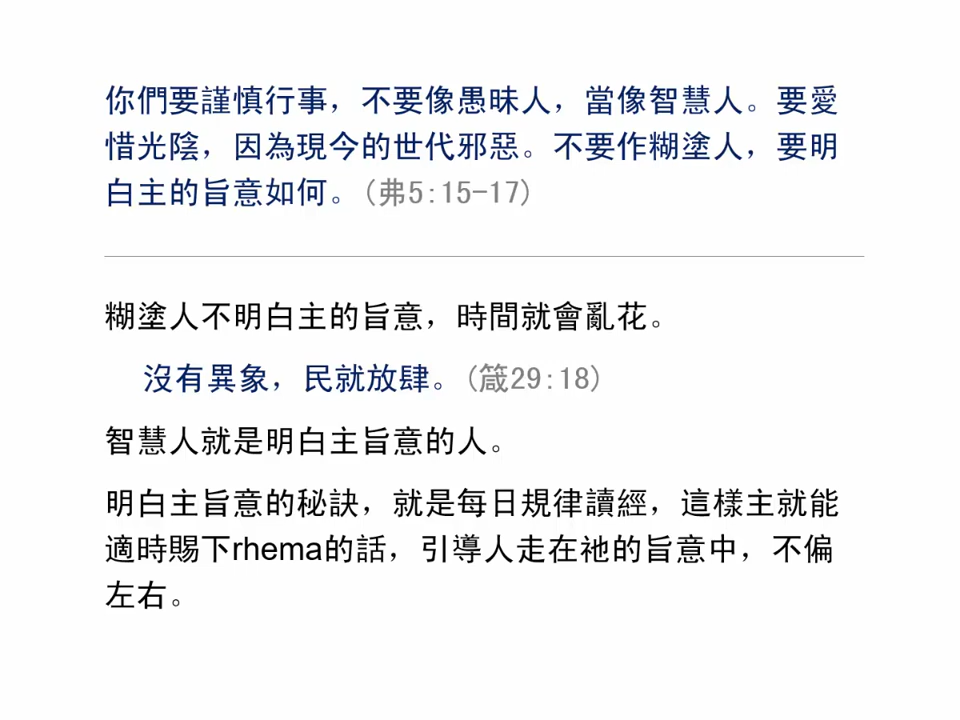 你們要謹慎行事，不要像愚昧人，當像智慧人。要愛
惜光陰，因為現今的世代邪惡。不要作糊塗人，要明
白主的旨意如何。(弗5:15-17)
糊塗人不明白主的旨意，時間就會亂花。
沒有異象，民就放肆。(箴29:18)
智慧人就是明白主旨意的人。
明白主旨意的秘訣，就是每日規律讀經，這樣主就能
適時賜下rhema的話，引導人走在祂的旨意中，不偏
左右。